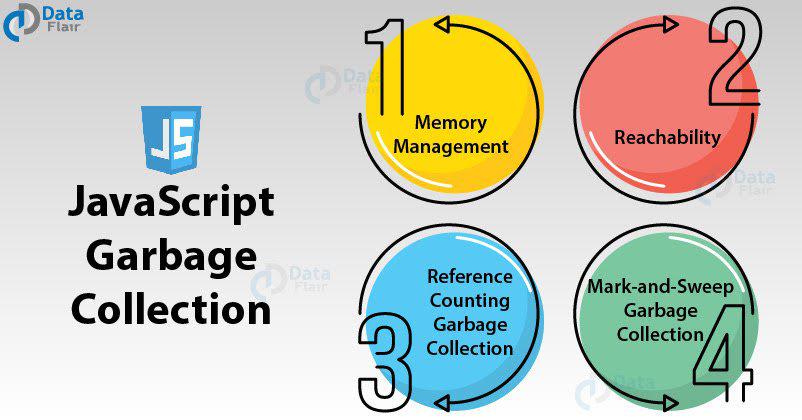 Data
Flair
JS
JavaScript
Garbage
Collection
1
Memory
Management
2
Reachability
3
Reference
Counting
Garbage
Collection
4
Mark-and-Sweep
Garbage
Collection
Data
Flair
Data
Flair
Data
Flair
Data
Flair